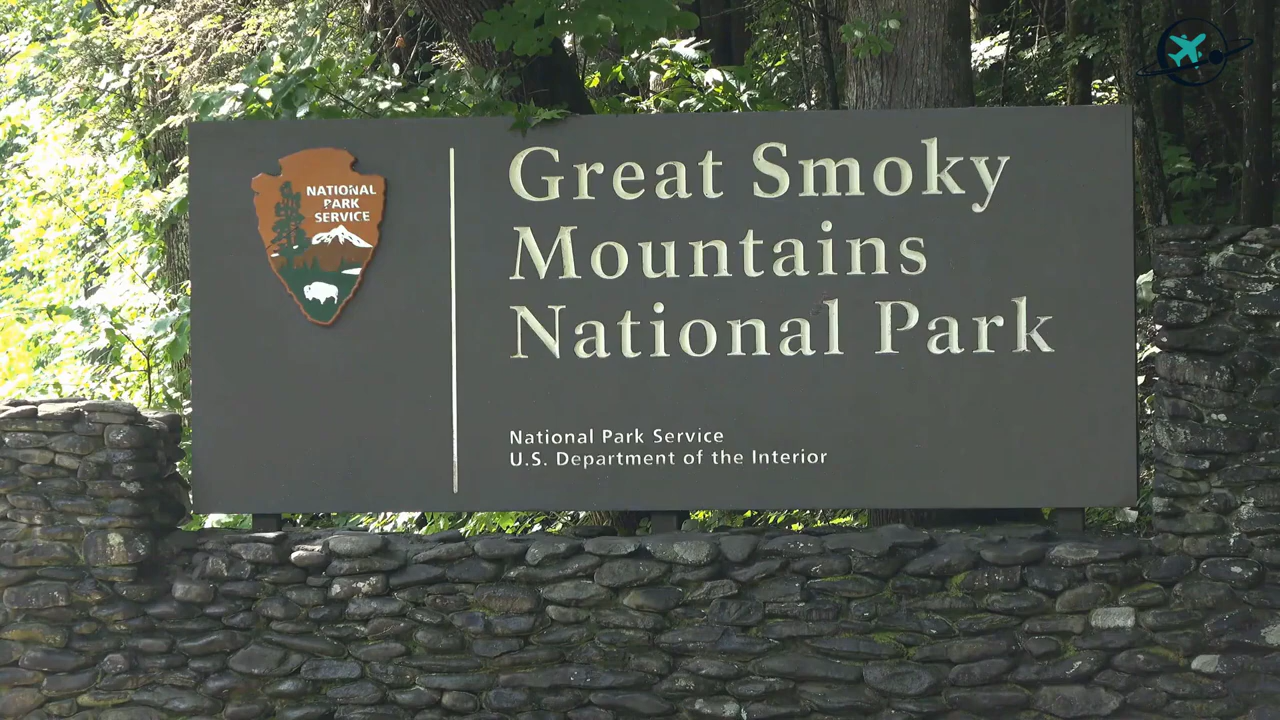 NATIONAL
PARK
SERVICE
Great Smoky
Mountains
National Park
National Park Service
U.S. Department of the Interior